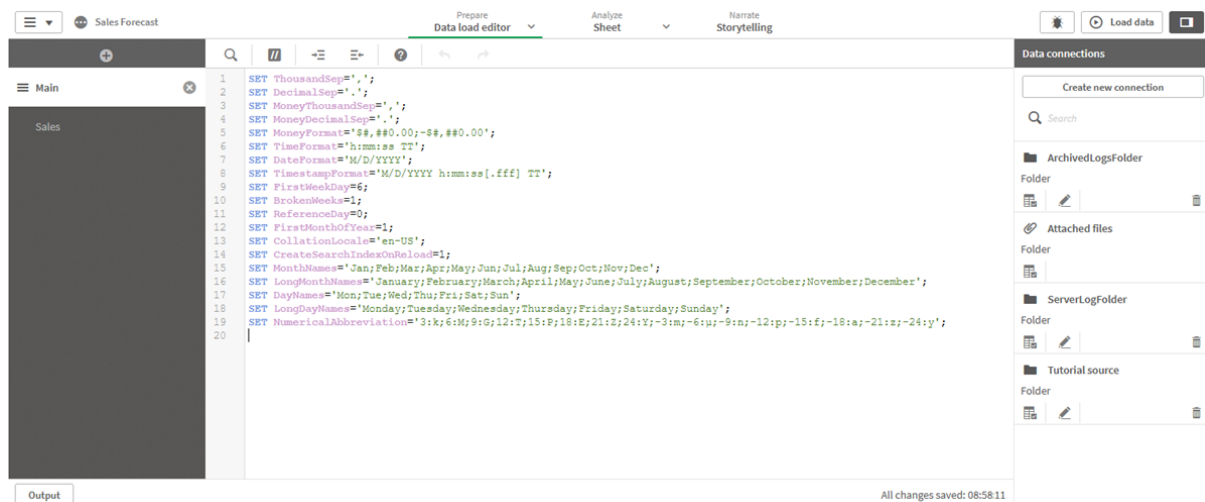 Sales Forecast
Prepare
Data load editor
Analyze
Sheet
Narrate
Storytelling
Load data
Main
Sales
1 SET ThousandSep=',';
2 SET DecimalSep='.';
3 SET MoneyThousandSep=',';
4 SET MoneyDecimalSep='.';
5 SET MoneyFormat='$#,##0.00;-$#,##0.00';
6 SET TimeFormat='h:mm:ss TT';
7 SET DateFormat='M/D/YYYY';
8 SET TimestampFormat='M/D/YYYY h:mm:ss[.fff] TT';
9 SET FirstWeekDay=6;
10 SET BrokenWeeks=1;
11 SET ReferenceDay=0;
12 SET FirstMonthOfYear=1;
13 SET CollationLocale='en-US';
14 SET CreateSearchIndexOnReload=1;
15 SET MonthNames='Jan;Feb;Mar;Apr;May;Jun;Jul;Aug;Sep;Oct;Nov;Dec';
16 SET LongMonthNames='January;February;March;April;May;June;July;August;September;October;November;December';
17 SET DayNames='Mon;Tue;Wed;Thu;Fri;Sat;Sun';
18 SET LongDayNames='Monday;Tuesday;Wednesday;Thursday;Friday;Saturday;Sunday';
19 SET NumericalAbbreviation='3:k;6:M;9:G;12:T;15:P;18:E;21:Z;24:Y;-3:m;-6:μ;-9:n;-12:p;-15:f;-18:a;-21:z;-24:y';
20
Data connections
Create new connection
Search
ArchivedLogsFolder
Folder
Attached files
Folder
ServerLogFolder
Folder
Tutorial source
Folder
Output
All changes saved: 08:58:11